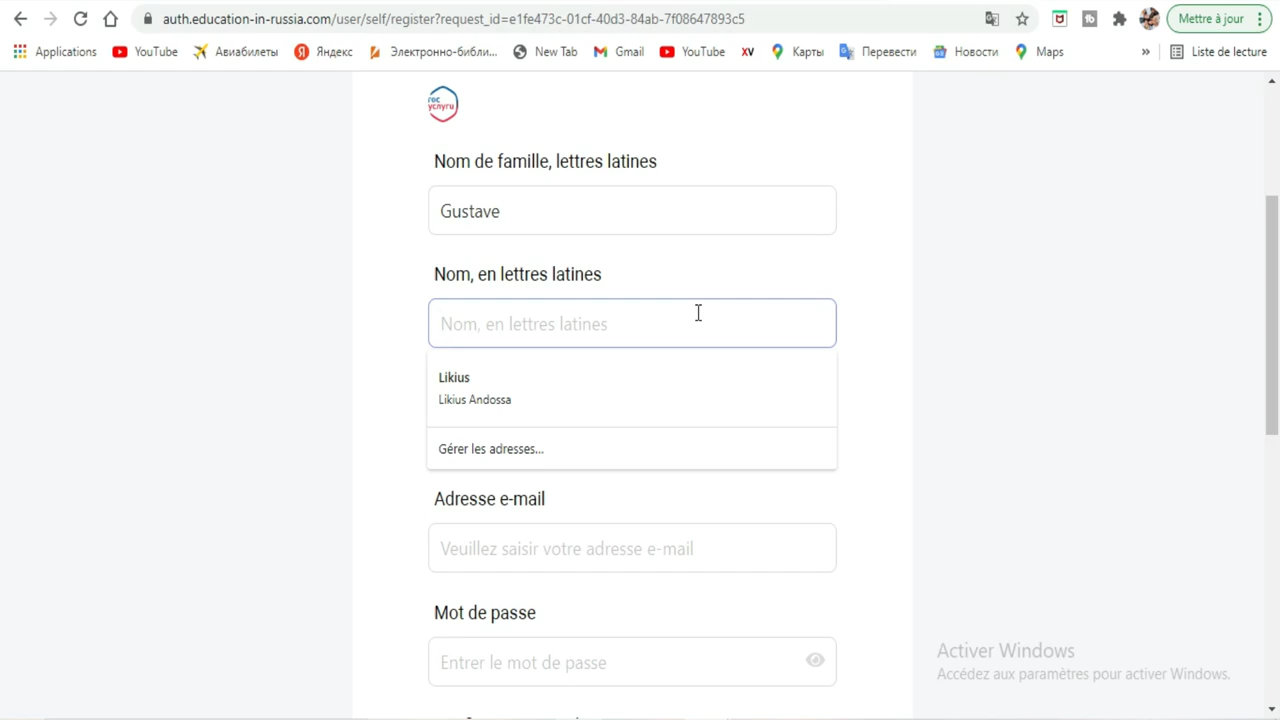 auth.education-in-russia.com/user/self/register?request_id=e1fe473c-01cf-40d3-84ab-7f08647893c5
Mettre à jour
Applications YouTube Авиабилеты Яндекс Электронно-библи... New Tab Gmail YouTube XV Карты Перевести Новости Maps » Liste de lecture
гос
услуги
Nom de famille, lettres latines
Gustave
Nom, en lettres latines
Nom, en lettres latines
Likius
Likius Andossa
Gérer les adresses...
Adresse e-mail
Veuillez saisir votre adresse e-mail
Mot de passe
Entrer le mot de passe
Activer Windows
Accédez aux paramètres pour activer Windows.